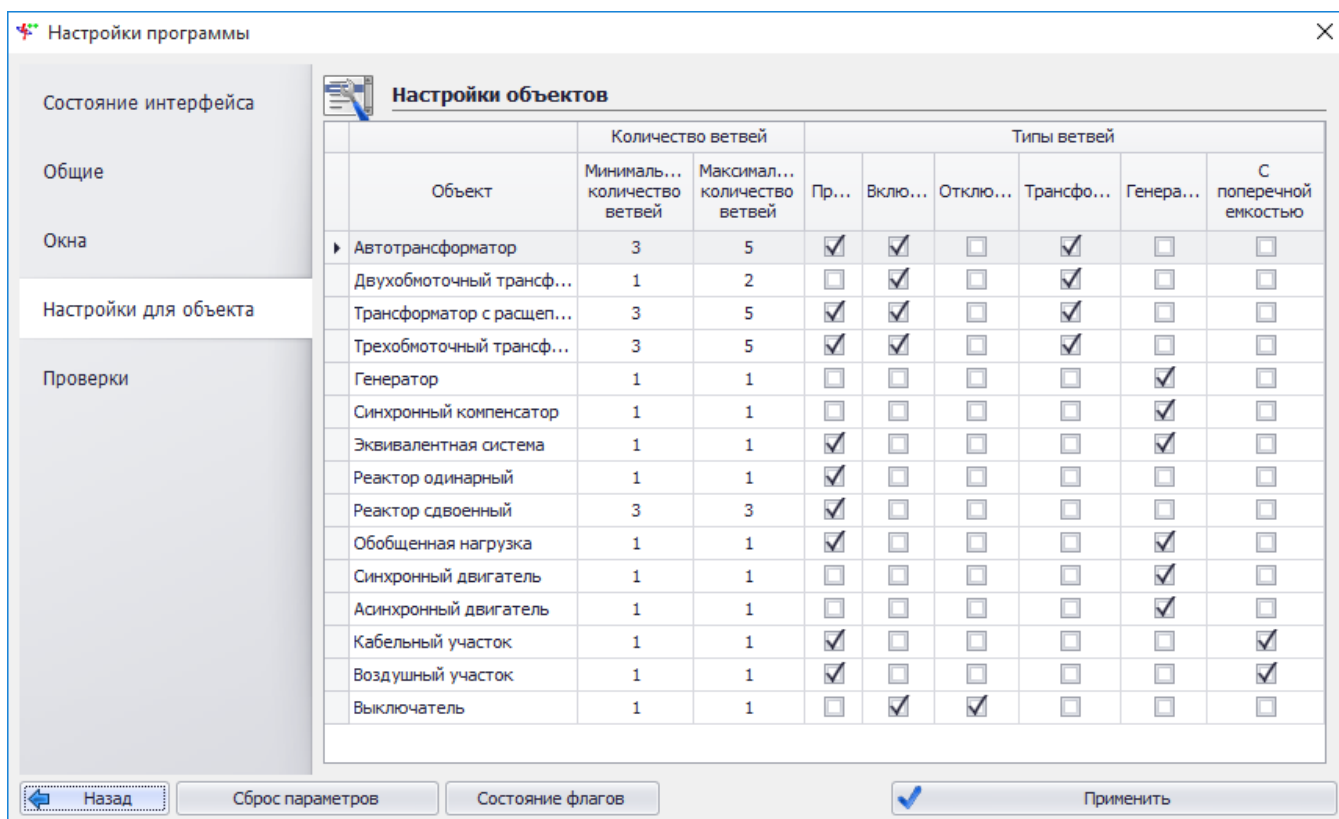 Настройки программы
Состояние интерфейса
Общие
Окна
Настройки для объекта
Проверки
Настройки объектов
Количество ветвей Типы ветвей
Объект Минималь... количество ветвей Максимал... количество ветвей Пр... Вклю... Отклю... Трансфо... Генера... С поперечной емкостью
Автотрансформатор 3 5
Двухобмоточный трансф... 1 2
Трансформатор с расщеп... 3 5
Трехобмоточный трансф... 3 5
Генератор 1 1
Синхронный компенсатор 1 1
Эквивалентная система 1 1
Реактор одинарный 1 1
Реактор сдвоенный 3 3
Обобщенная нагрузка 1 1
Синхронный двигатель 1 1
Асинхронный двигатель 1 1
Кабельный участок 1 1
Воздушный участок 1 1
Выключатель 1 1
Назад Сброс параметров Состояние флагов Применить